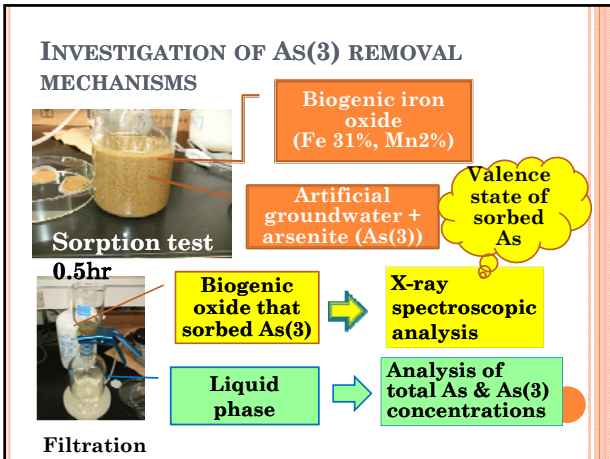 INVESTIGATION OF AS(3) REMOVAL
MECHANISMS
Biogenic iron
oxide
(Fe 31%, Mn2%)
Artificial
groundwater +
arsenite (As(3))
Valence
state of
sorbed
As
Sorption test
0.5hr
Biogenic
oxide that
sorbed As(3)
X-ray
spectroscopic
analysis
Liquid
phase
Analysis of
total As & As(3)
concentrations
Filtration